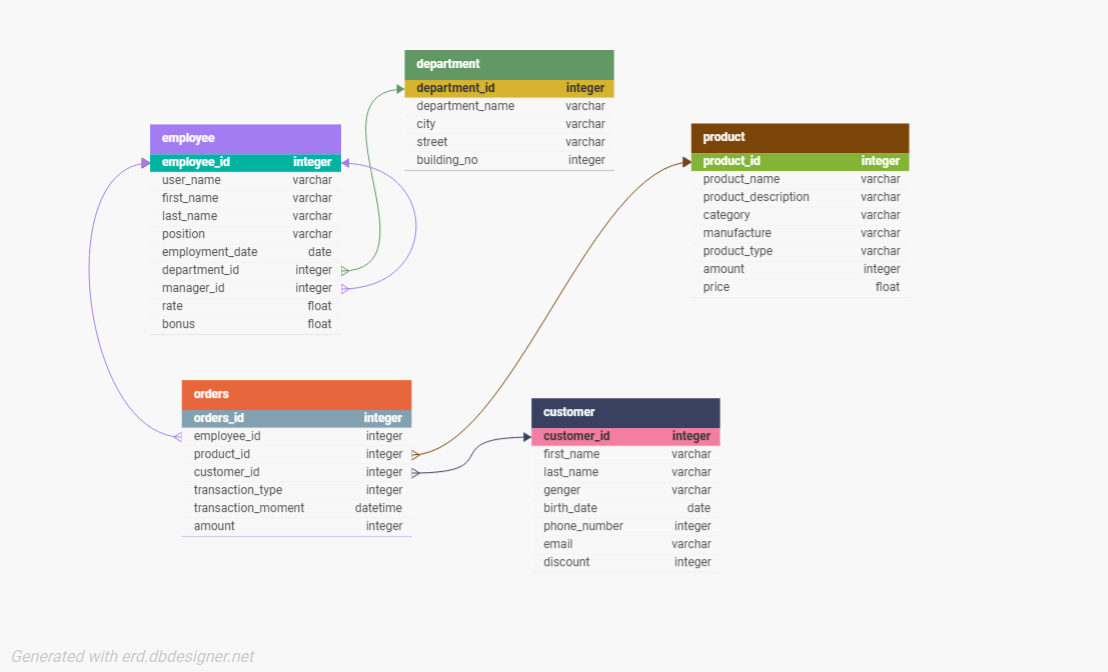 department
department_id integer
department_name varchar
city varchar
street varchar
building_no integer
employee
employee_id integer
user_name varchar
first_name varchar
last_name varchar
position varchar
employment_date date
department_id integer
manager_id integer
rate float
bonus float
product
product_id integer
product_name varchar
product_description varchar
category varchar
manufacture varchar
product_type varchar
amount integer
price float
orders
orders_id integer
employee_id integer
product_id integer
customer_id integer
transaction_type integer
transaction_moment datetime
amount integer
customer
customer_id integer
first_name varchar
last_name varchar
genger varchar
birth_date date
phone_number integer
email varchar
discount integer
Generated with erd.dbdesigner.net